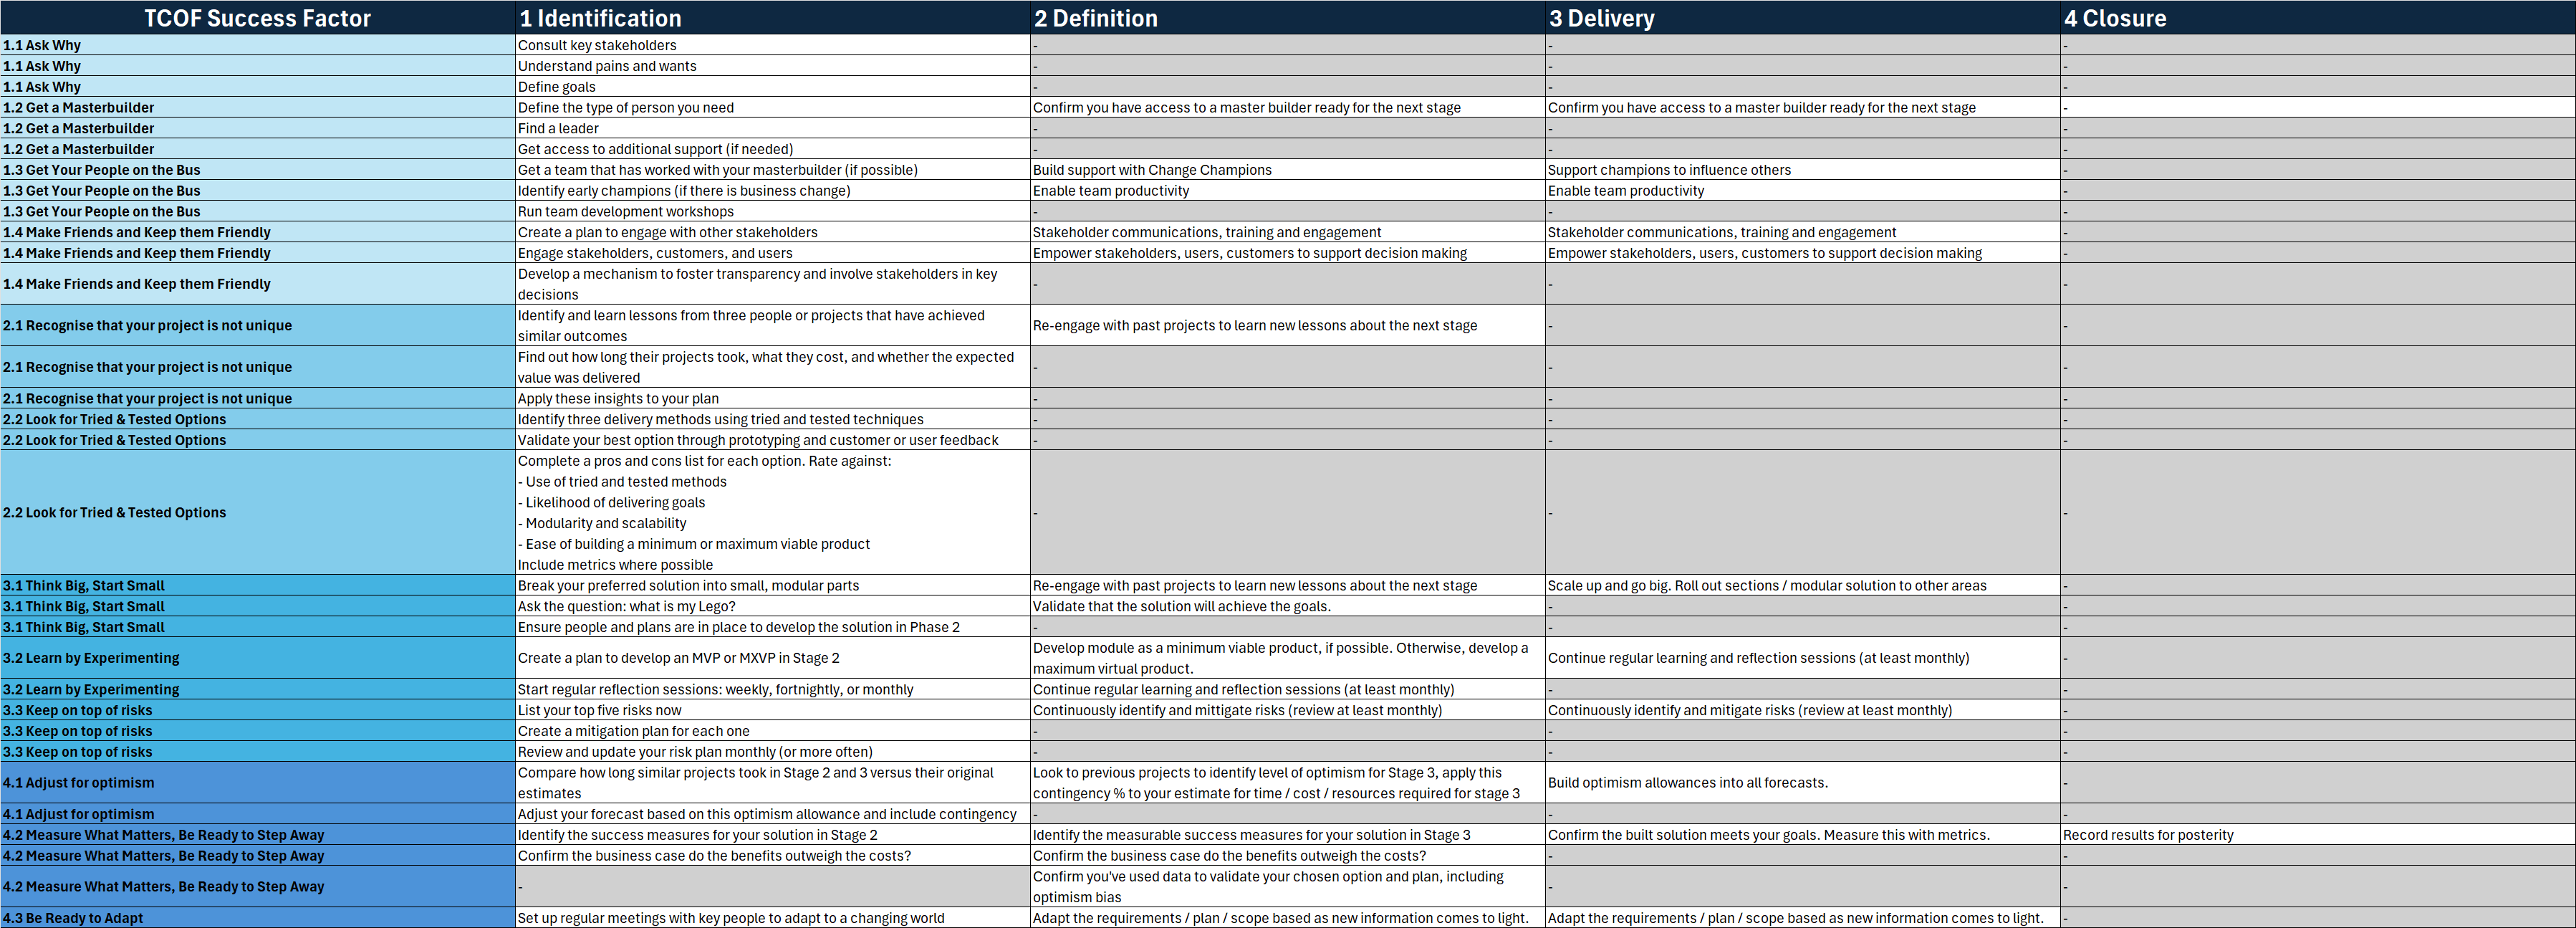 TCOF Success Factor 1 Identification 2 Definition 3 Delivery 4 Closure
1.1 Ask Why Consult key stakeholders - - -
1.1 Ask Why Understand pains and wants - - -
1.1 Ask Why Define goals - - -
1.2 Get a Masterbuilder Define the type of person you need Confirm you have access to a master builder ready for the next stage Confirm you have access to a master builder ready for the next stage -
1.2 Get a Masterbuilder Find a leader - - -
1.2 Get a Masterbuilder Get access to additional support (if needed) - - -
1.3 Get Your People on the Bus Get a team that has worked with your masterbuilder (if possible) Build support with Change Champions Support champions to influence others -
1.3 Get Your People on the Bus Identify early champions (if there is business change) Enable team productivity Enable team productivity -
1.3 Get Your People on the Bus Run team development workshops - - -
1.4 Make Friends and Keep them Friendly Create a plan to engage with other stakeholders Stakeholder communications, training and engagement Stakeholder communications, training and engagement -
1.4 Make Friends and Keep them Friendly Engage stakeholders, customers, and users Empower stakeholders, users, customers to support decision making Empower stakeholders, users, customers to support decision making -
1.4 Make Friends and Keep them Friendly Develop a mechanism to foster transparency and involve stakeholders in key
decisions - - -
2.1 Recognise that your project is not unique Identify and learn lessons from three people or projects that have achieved
similar outcomes Re-engage with past projects to learn new lessons about the next stage - -
2.1 Recognise that your project is not unique Find out how long their projects took, what they cost, and whether the expected
value was delivered - - -
2.1 Recognise that your project is not unique Apply these insights to your plan - - -
2.2 Look for Tried & Tested Options Identify three delivery methods using tried and tested techniques - - -
2.2 Look for Tried & Tested Options Validate your best option through prototyping and customer or user feedback - - -
2.2 Look for Tried & Tested Options Complete a pros and cons list for each option. Rate against:
- Use of tried and tested methods
- Likelihood of delivering goals
- Modularity and scalability
- Ease of building a minimum or maximum viable product
Include metrics where possible - - -
3.1 Think Big, Start Small Break your preferred solution into small, modular parts Re-engage with past projects to learn new lessons about the next stage Scale up and go big. Roll out sections / modular solution to other areas -
3.1 Think Big, Start Small Ask the question: what is my Lego? Validate that the solution will achieve the goals. - -
3.1 Think Big, Start Small Ensure people and plans are in place to develop the solution in Phase 2 - - -
3.2 Learn by Experimenting Create a plan to develop an MVP or MXVP in Stage 2 Develop module as a minimum viable product, if possible. Otherwise, develop a
maximum virtual product. Continue regular learning and reflection sessions (at least monthly) -
3.2 Learn by Experimenting Start regular reflection sessions: weekly, fortnightly, or monthly Continue regular learning and reflection sessions (at least monthly) - -
3.3 Keep on top of risks List your top five risks now Continuously identify and mittigate risks (review at least monthly) Continuously identify and mitigate risks (review at least monthly) -
3.3 Keep on top of risks Create a mitigation plan for each one - - -
3.3 Keep on top of risks Review and update your risk plan monthly (or more often) - - -
4.1 Adjust for optimism Compare how long similar projects took in Stage 2 and 3 versus their original
estimates Look to previous projects to identify level of optimism for Stage 3, apply this
contingency % to your estimate for time / cost / resources required for stage 3 Build optimism allowances into all forecasts. -
4.1 Adjust for optimism Adjust your forecast based on this optimism allowance and include contingency - - -
4.2 Measure What Matters, Be Ready to Step Away Identify the success measures for your solution in Stage 2 Identify the measurable success measures for your solution in Stage 3 Confirm the built solution meets your goals. Measure this with metrics. Record results for posterity
4.2 Measure What Matters, Be Ready to Step Away Confirm the business case do the benefits outweigh the costs? Confirm the business case do the benefits outweigh the costs? - -
4.2 Measure What Matters, Be Ready to Step Away - Confirm you've used data to validate your chosen option and plan, including
optimism bias - -
4.3 Be Ready to Adapt Set up regular meetings with key people to adapt to a changing world Adapt the requirements / plan / scope based as new information comes to light. Adapt the requirements / plan / scope based as new information comes to light. -